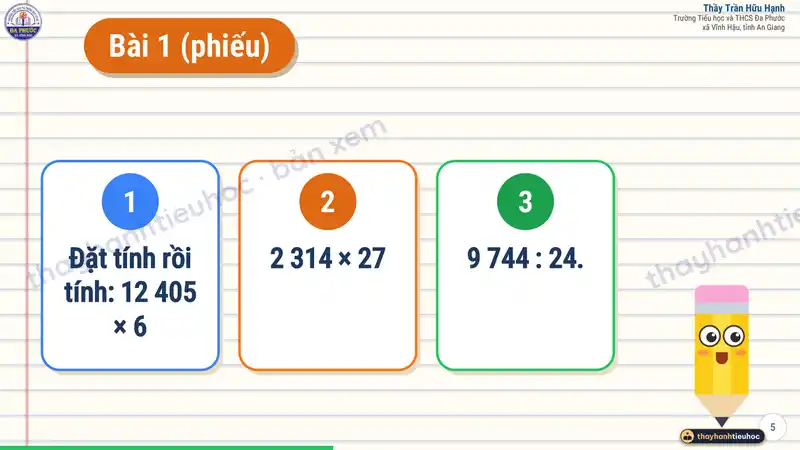 Thầy Trần Hữu Hạnh
Trường Tiểu học và THCS Đa Phước
xã Vĩnh Hậu, tỉnh An Giang
ĐA PHƯỚC
Bài 1 (phiếu)
1
Đặt tính rồi
tính: 12 405
× 6
2
2 314 × 27
3
9 744 : 24.
thayhanhtieuhoc · bản xem
thayhanhtieuhoc
5